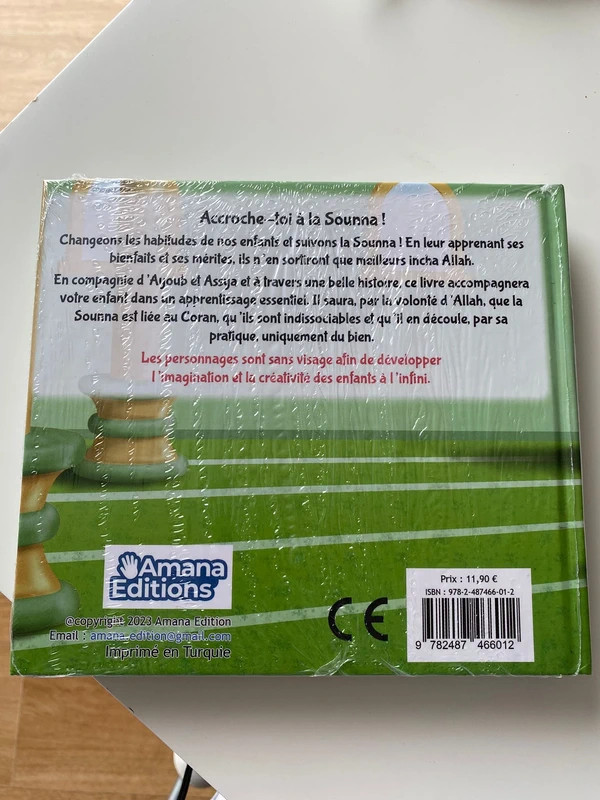 Accroche-toi à la Sounna !
Changeons les habitudes de nos enfants et suivons la Sounna ! En leur apprenant ses
bienfaits et ses mérites, ils n'en sortiront que meilleurs incha Allah.
En compagnie d'Ayoub et Assya et à travers une belle histoire, ce livre accompagnera
votre enfant dans un apprentissage essentiel. Il saura, par la volonté d'Allah, que la
Sounna est liée au Coran, qu'ils sont indissociables et qu'il en découle, par sa
pratique, uniquement du bien.
Les personnages sont sans visage afin de développer
l'imagination et la créativité des enfants à l'infini.
Amana
Editions
©copyright 2023 Amana Edition
Email : amana.edition@gmail.com
Imprimé en Turquie
CE
Prix : 11,90 €
ISBN : 978-2-487466-01-2
9 782487 466012